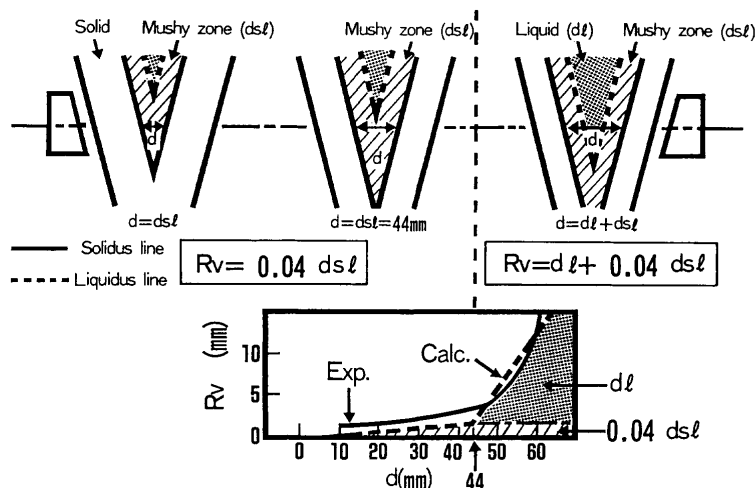 Solid
Mushy zone (dsℓ)
Mushy zone (dsℓ)
Liquid (dℓ)
Mushy zone (dsℓ)
d
d
d
d=dsℓ
d=dsℓ=44mm
d=dℓ+dsℓ
Solidus line
Liquidus line
Rv= 0.04 dsℓ
Rv=dℓ+ 0.04 dsℓ
Rv (mm)
10
5
0
Exp.
Calc.
dℓ
0.04 dsℓ
0 10 20 30 40 50 60
d(mm)
44